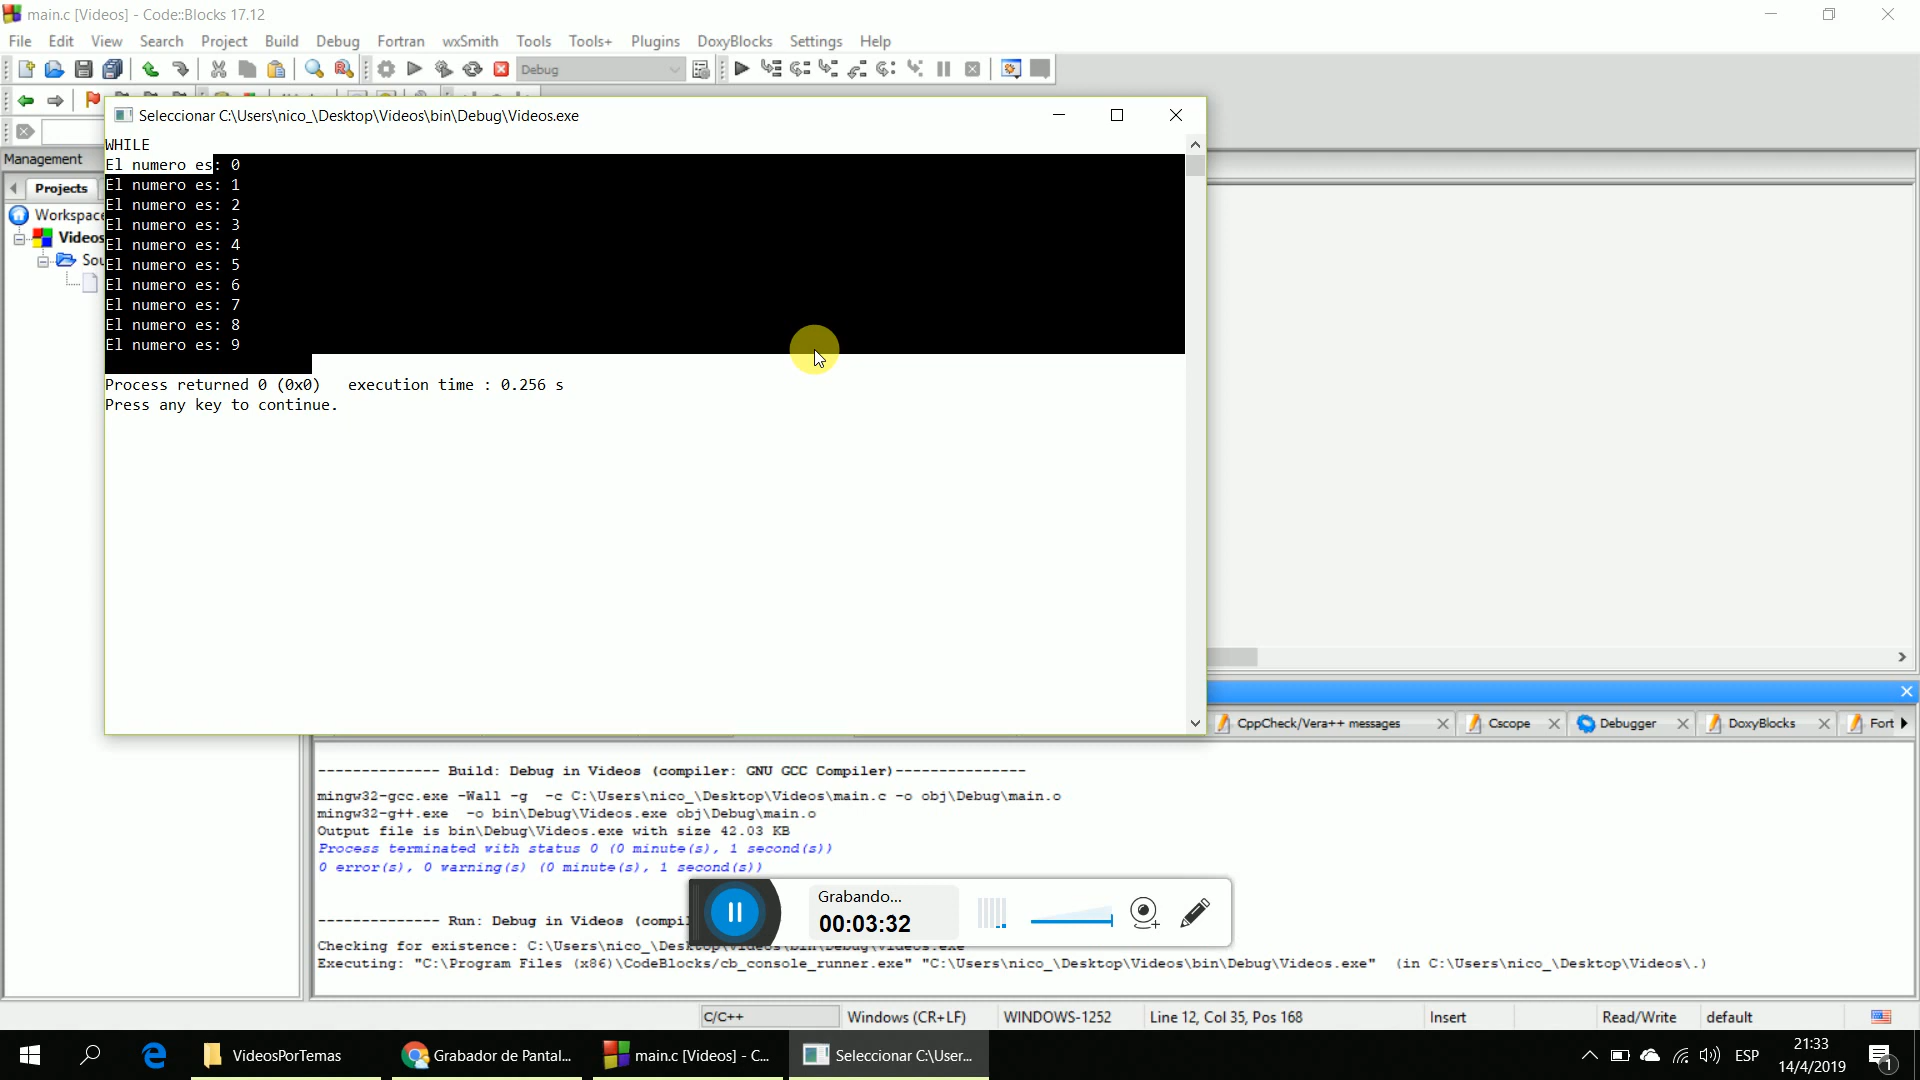 main.c [Videos] - Code::Blocks 17.12
File Edit View Search Project Build Debug Fortran wxSmith Tools Tools+ Plugins DoxyBlocks Settings Help
Debug
Seleccionar C:\Users\nico_\Desktop\Videos\bin\Debug\Videos.exe
Management
Projects
Workspace
Videos
Sou
WHILE
El numero es: 0
El numero es: 1
El numero es: 2
El numero es: 3
El numero es: 4
El numero es: 5
El numero es: 6
El numero es: 7
El numero es: 8
El numero es: 9
Process returned 0 (0x0)   execution time : 0.256 s
Press any key to continue.
CppCheck/Vera++ messages Cscope Debugger DoxyBlocks Fort
-------------- Build: Debug in Videos (compiler: GNU GCC Compiler)---------------
mingw32-gcc.exe -Wall -g  -c C:\Users\nico_\Desktop\Videos\main.c -o obj\Debug\main.o
mingw32-g++.exe  -o bin\Debug\Videos.exe obj\Debug\main.o
Output file is bin\Debug\Videos.exe with size 42.03 KB
Process terminated with status 0 (0 minute(s), 1 second(s))
0 error(s), 0 warning(s) (0 minute(s), 1 second(s))
-------------- Run: Debug in Videos (compi
Checking for existence: C:\Users\nico_\Desktop\Videos\bin\Debug\Videos.exe
Executing: "C:\Program Files (x86)\CodeBlocks/cb_console_runner.exe" "C:\Users\nico_\Desktop\Videos\bin\Debug\Videos.exe"  (in C:\Users\nico_\Desktop\Videos\.)
Grabando...
00:03:32
C/C++ Windows (CR+LF) WINDOWS-1252 Line 12, Col 35, Pos 168 Insert Read/Write default
VideosPorTemas
Grabador de Pantal...
main.c [Videos] - C...
Seleccionar C:\User...
ESP
21:33
14/4/2019
1